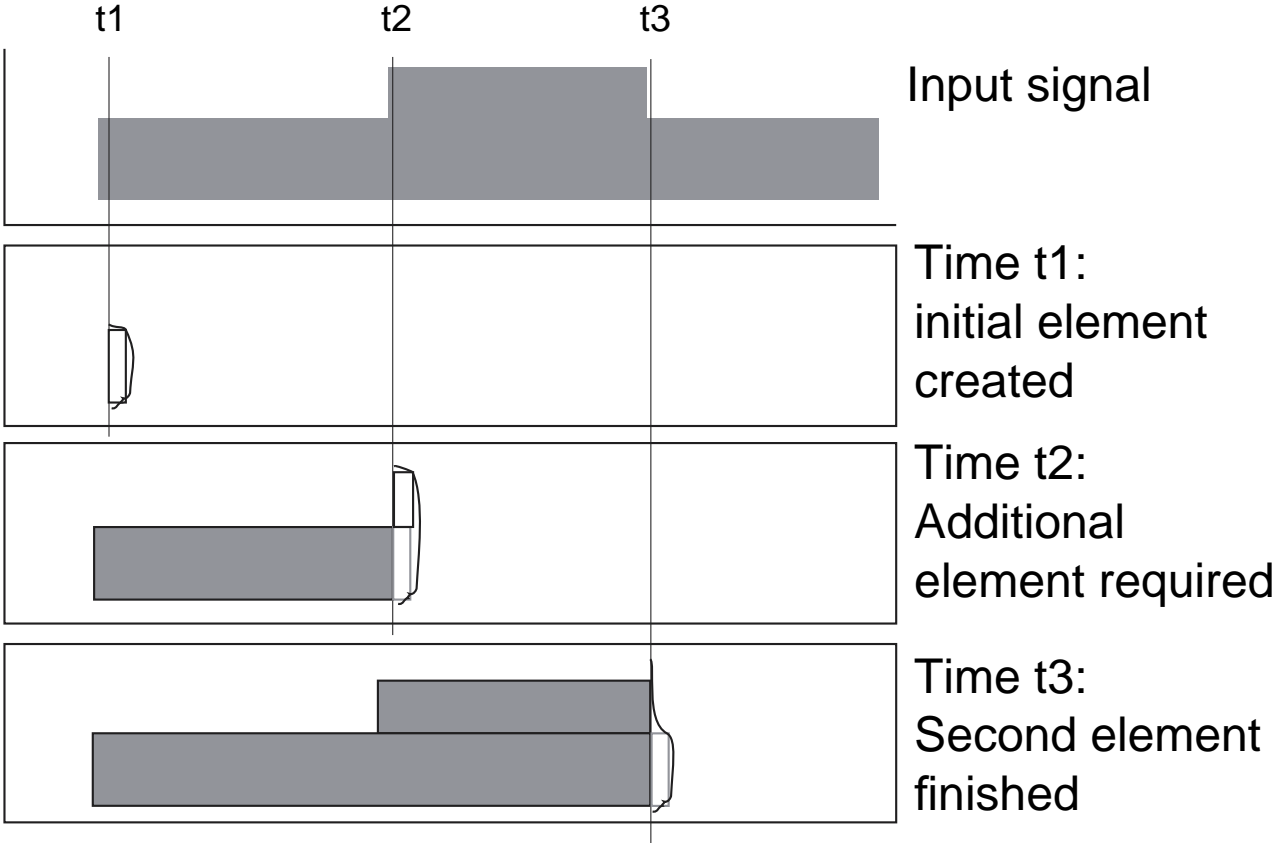 t1 t2 t3
Input signal
Time t1:
initial element
created
Time t2:
Additional
element required
Time t3:
Second element
finished